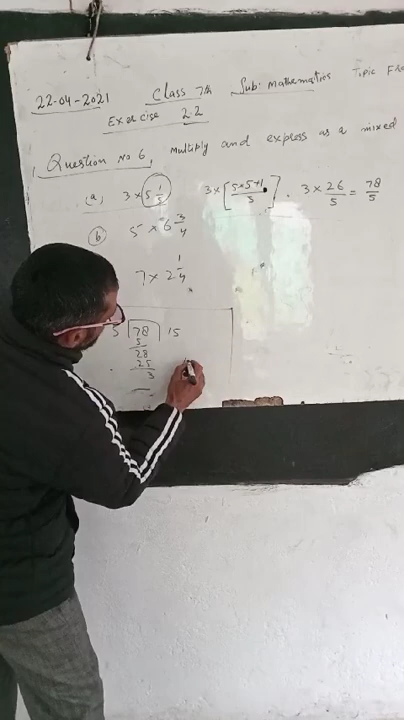 22-04-2021 Class 7th Sub: Mathematics Topic
Exercise 2.2
Question No 6, Multiply and express as a mixed
(a) 3 × 5 1/5 3 × [5×5+1/5] . 3 × 26/5 = 78/5
(b) 5 × 6 3/4
7 × 2 1/4
5 78 15
5
28
25
3